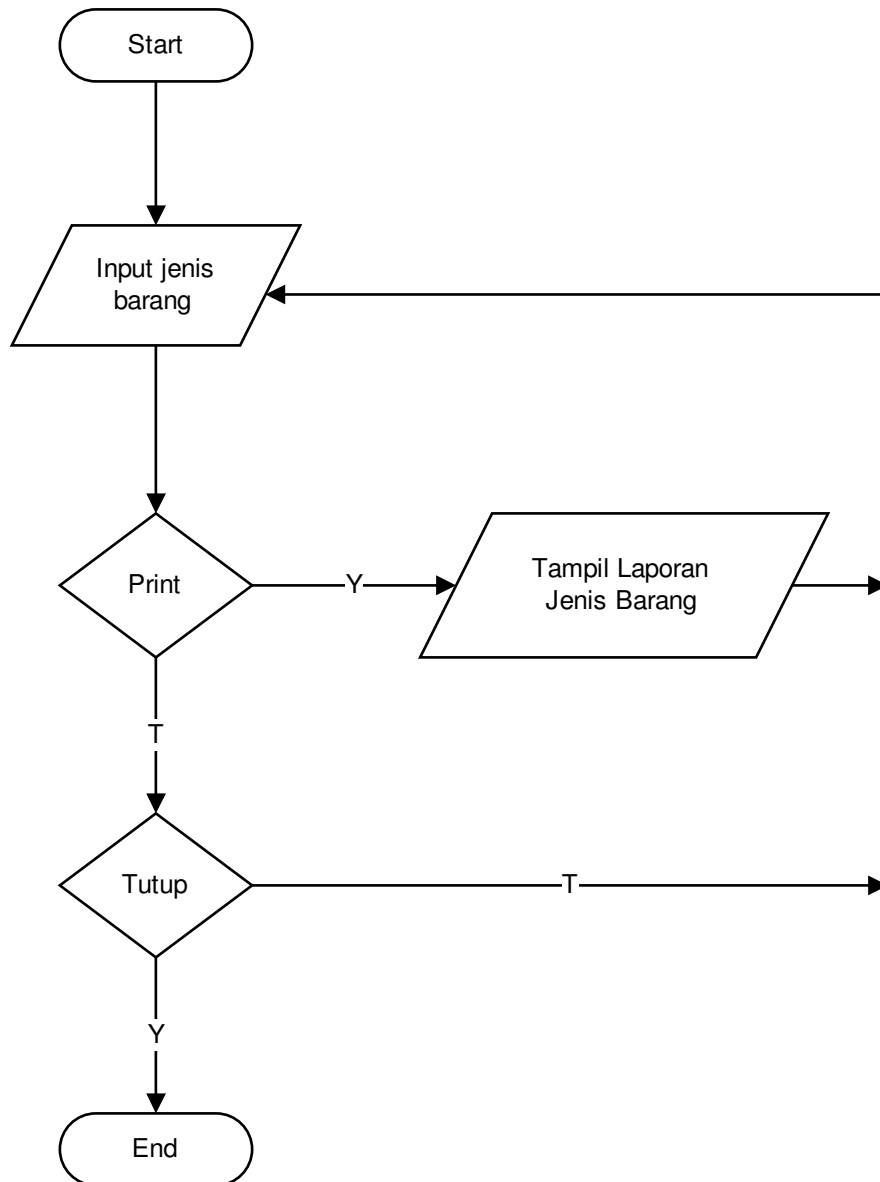 Start
Input jenis
barang
Print
Y
Tampil Laporan
Jenis Barang
T
Tutup
T
Y
End